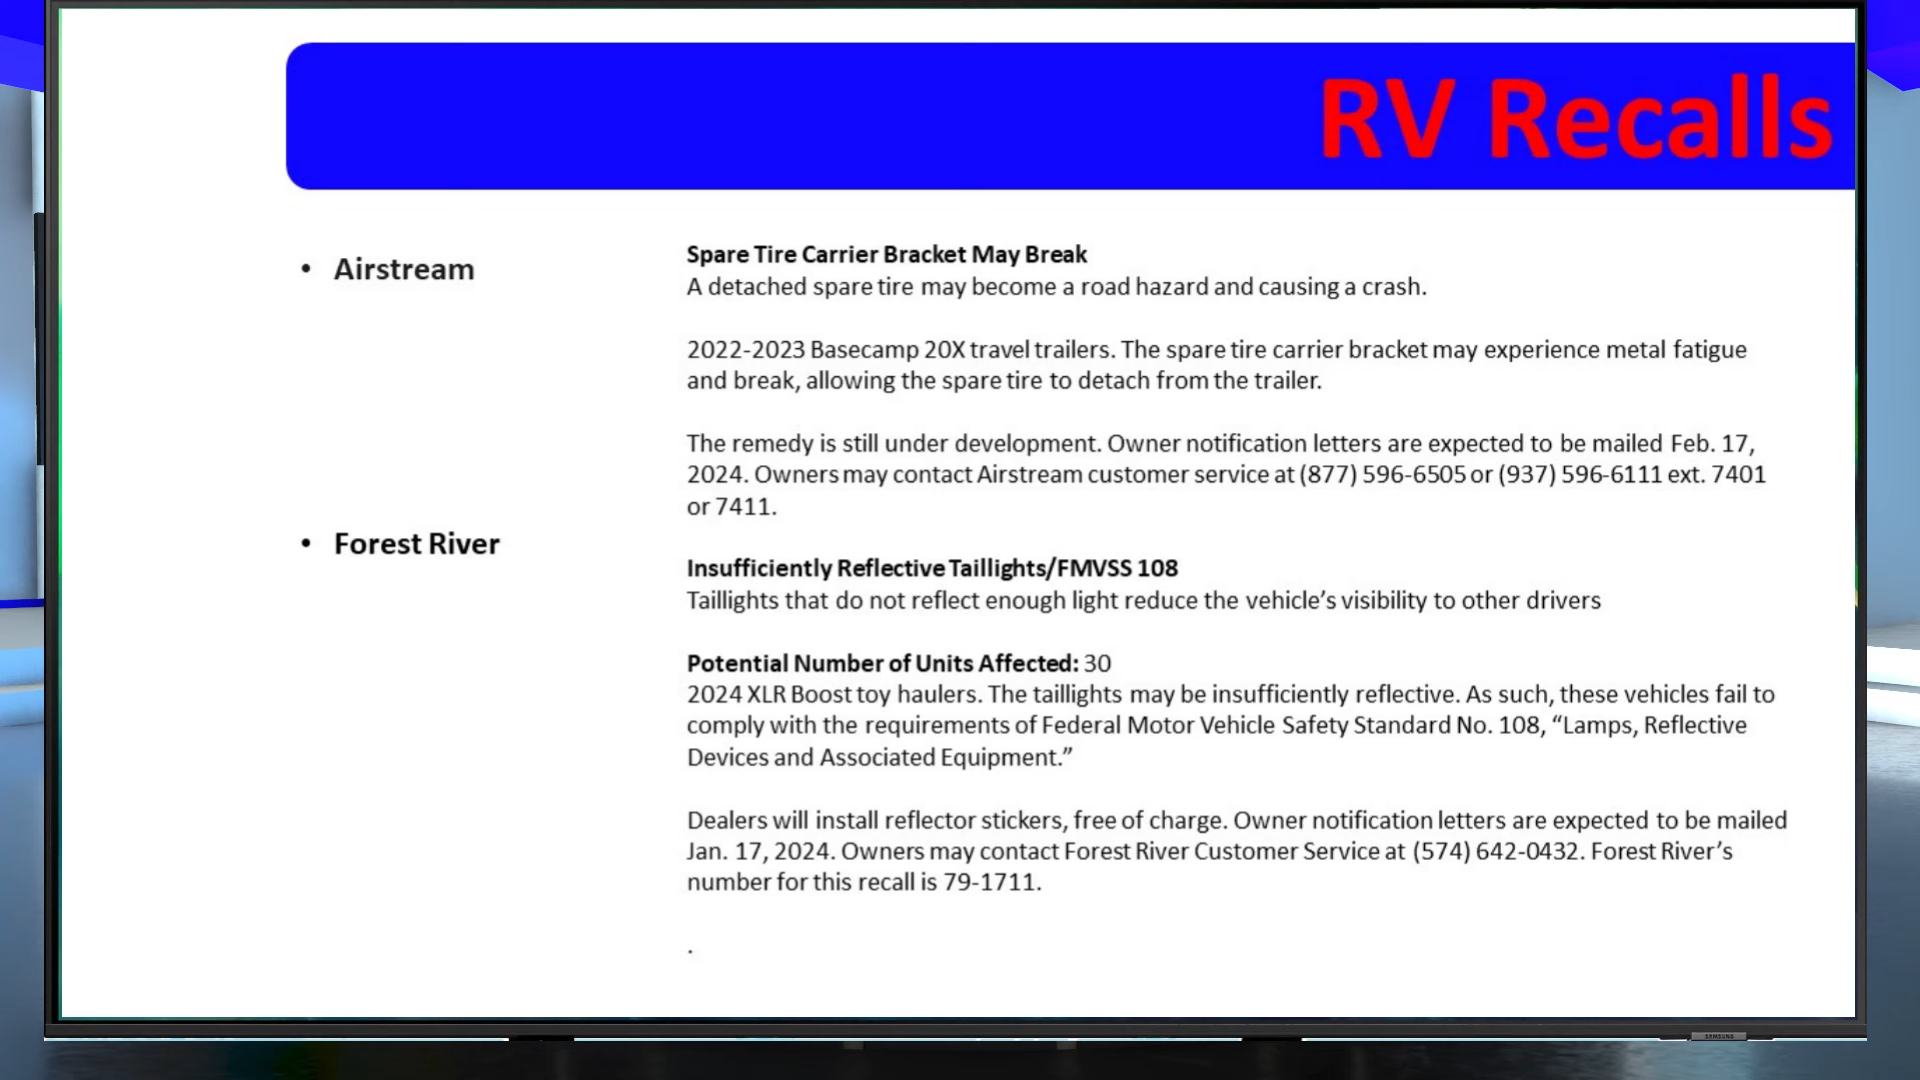 RV Recalls
• Airstream
Spare Tire Carrier Bracket May Break
A detached spare tire may become a road hazard and causing a crash.
2022-2023 Basecamp 20X travel trailers. The spare tire carrier bracket may experience metal fatigue
and break, allowing the spare tire to detach from the trailer.
The remedy is still under development. Owner notification letters are expected to be mailed Feb. 17,
2024. Owners may contact Airstream customer service at (877) 596-6505 or (937) 596-6111 ext. 7401
or 7411.
• Forest River
Insufficiently Reflective Taillights/FMVSS 108
Taillights that do not reflect enough light reduce the vehicle’s visibility to other drivers
Potential Number of Units Affected: 30
2024 XLR Boost toy haulers. The taillights may be insufficiently reflective. As such, these vehicles fail to
comply with the requirements of Federal Motor Vehicle Safety Standard No. 108, “Lamps, Reflective
Devices and Associated Equipment.”
Dealers will install reflector stickers, free of charge. Owner notification letters are expected to be mailed
Jan. 17, 2024. Owners may contact Forest River Customer Service at (574) 642-0432. Forest River’s
number for this recall is 79-1711.
.
SAMSUNG